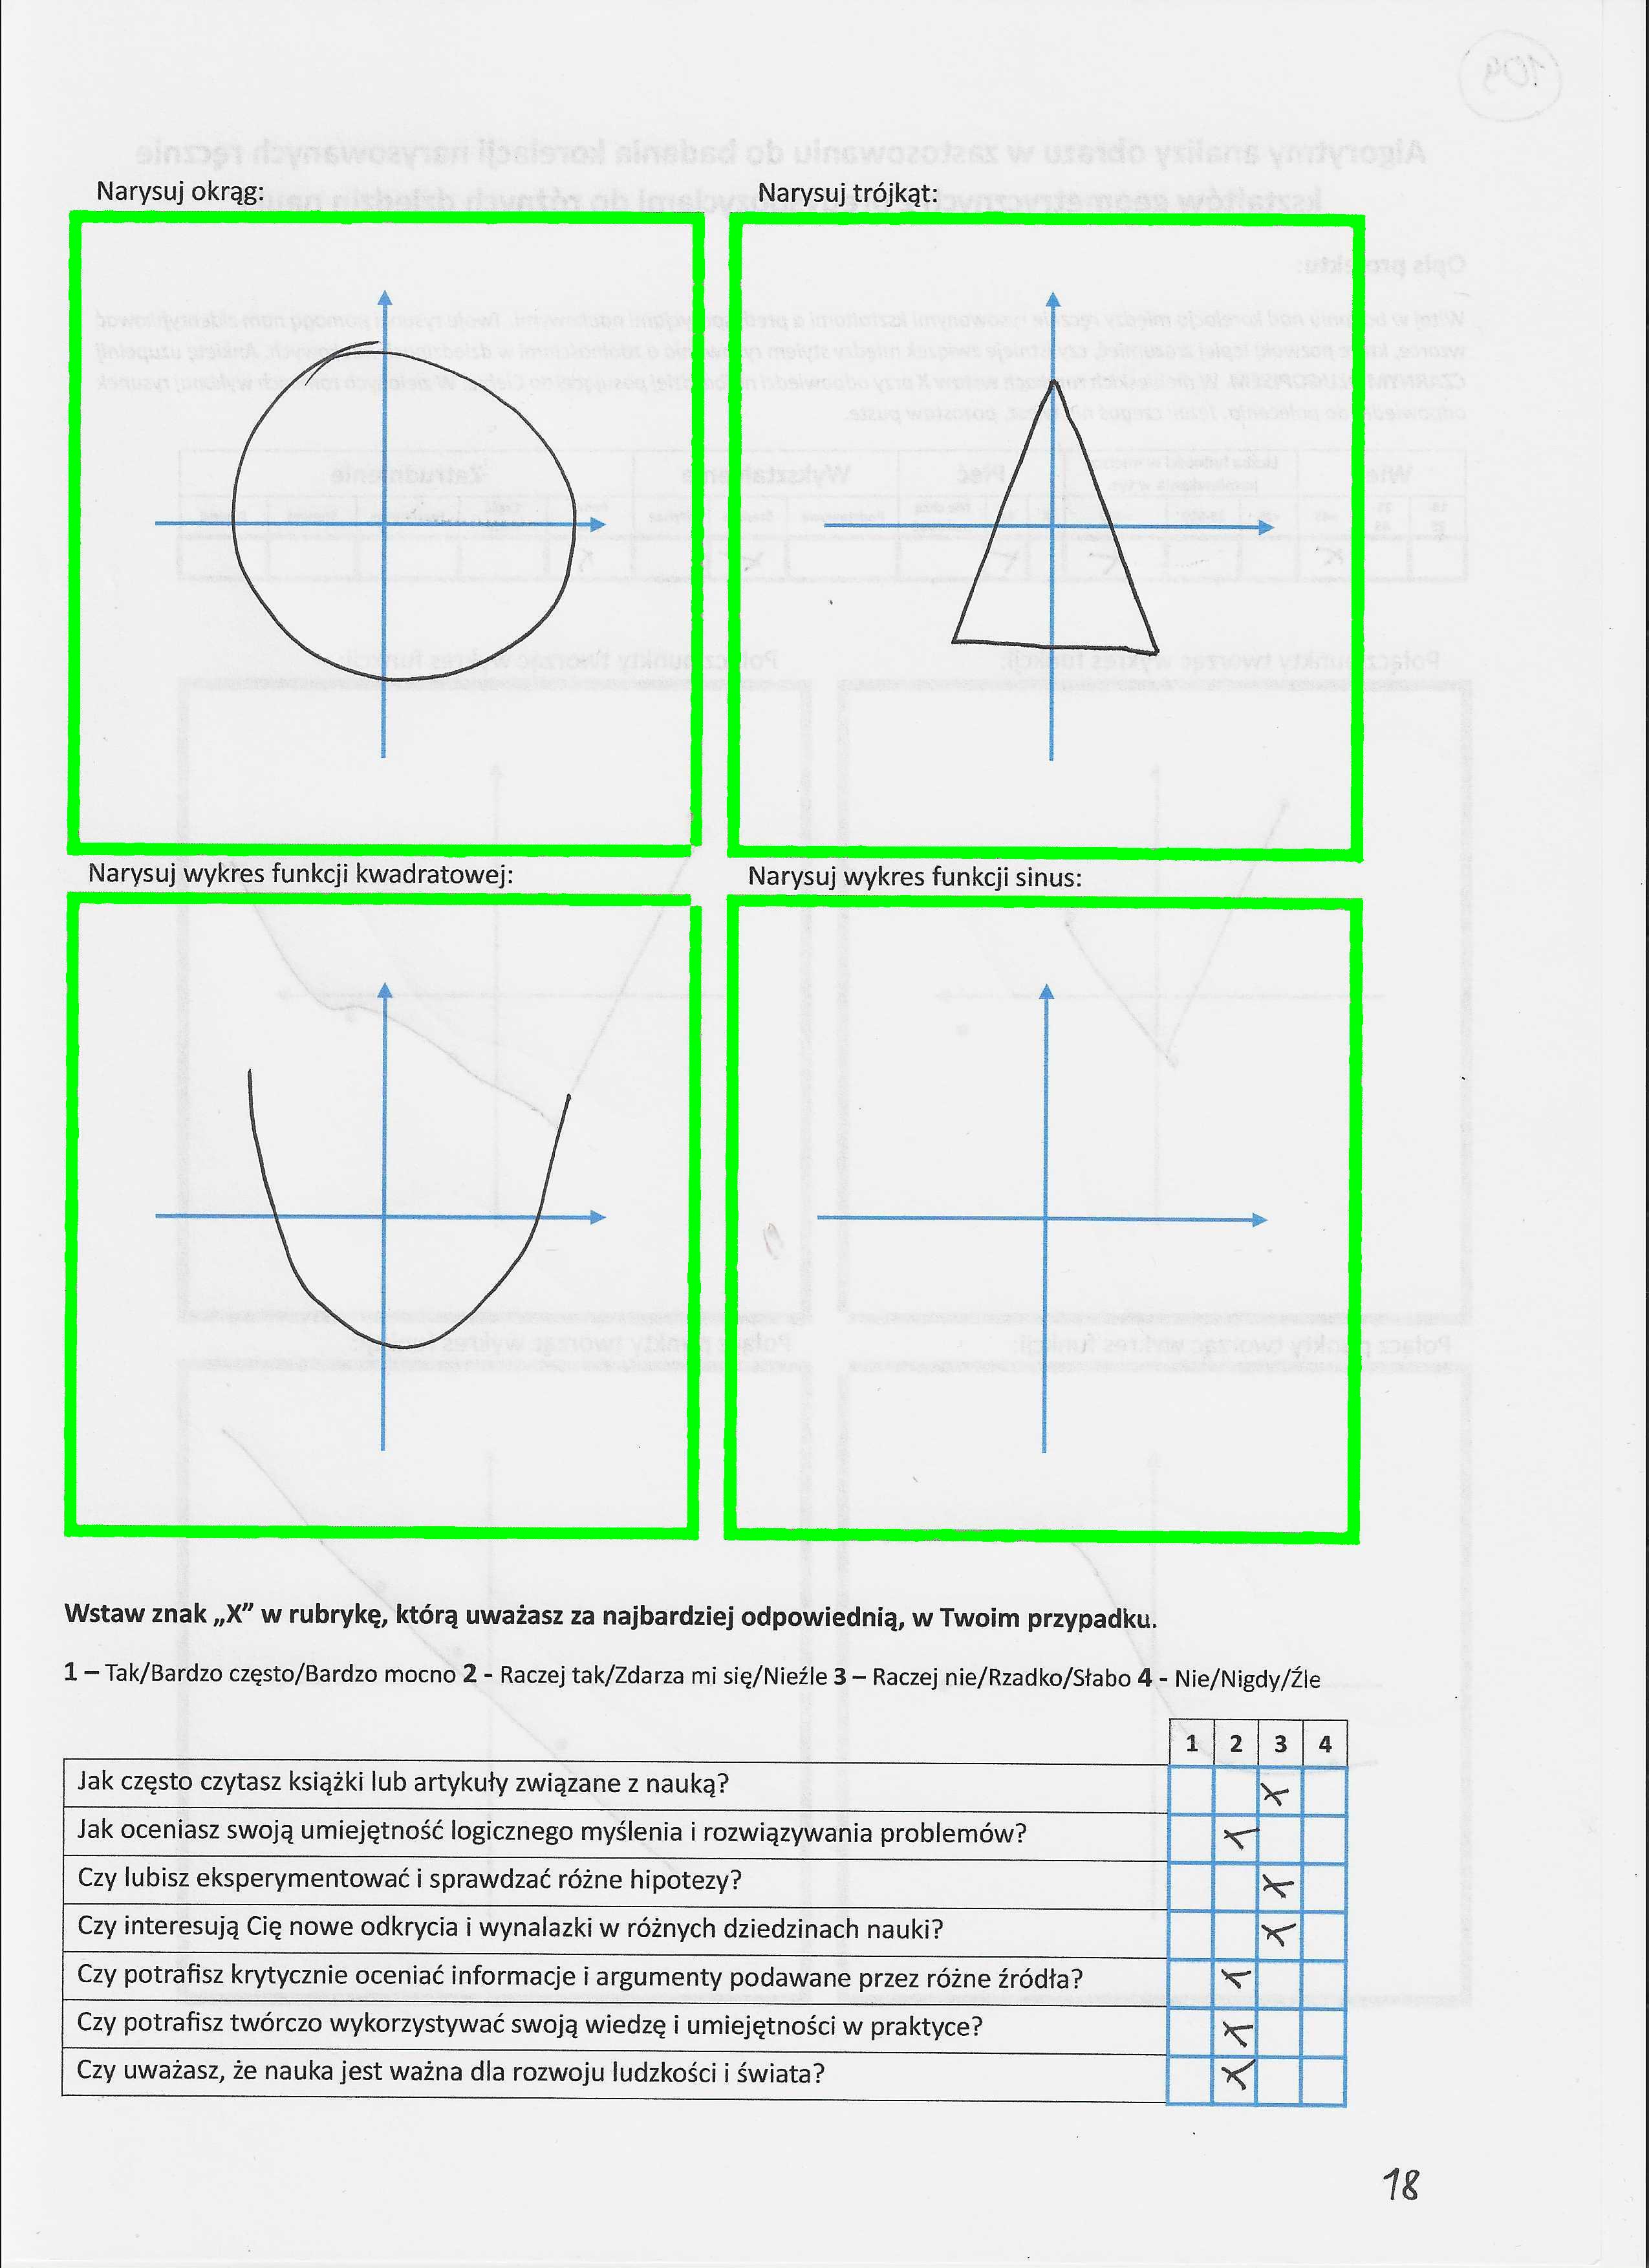 Narysuj okrąg:
Narysuj trójkąt:
Narysuj wykres funkcji kwadratowej:
Narysuj wykres funkcji sinus:
Wstaw znak „X” w rubrykę, którą uważasz za najbardziej odpowiednią, w Twoim przypadku.
1 – Tak/Bardzo często/Bardzo mocno 2 - Raczej tak/Zdarza mi się/Nieźle 3 – Raczej nie/Rzadko/Słabo 4 - Nie/Nigdy/Źle
1 2 3 4
Jak często czytasz książki lub artykuły związane z nauką? X
Jak oceniasz swoją umiejętność logicznego myślenia i rozwiązywania problemów? X
Czy lubisz eksperymentować i sprawdzać różne hipotezy? X
Czy interesują Cię nowe odkrycia i wynalazki w różnych dziedzinach nauki? X
Czy potrafisz krytycznie oceniać informacje i argumenty podawane przez różne źródła? X
Czy potrafisz twórczo wykorzystywać swoją wiedzę i umiejętności w praktyce? X
Czy uważasz, że nauka jest ważna dla rozwoju ludzkości i świata? X
18